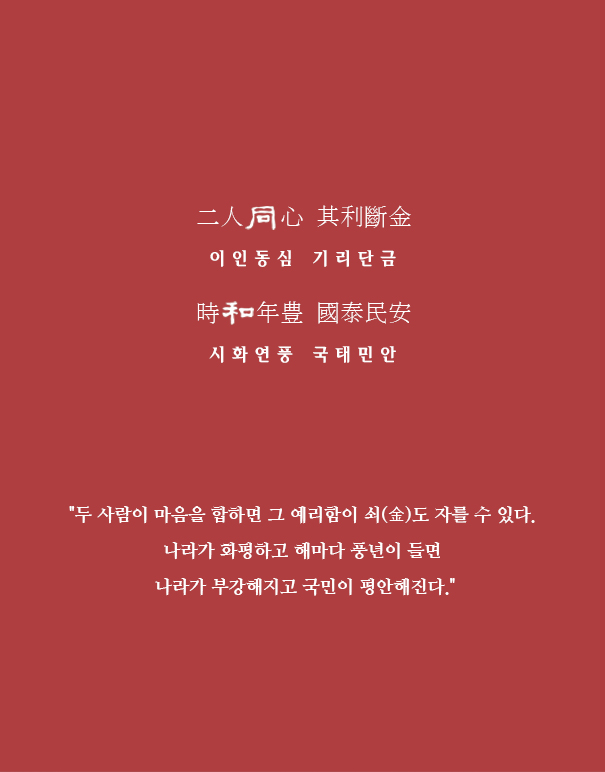 二人同心 其利斷金
이인동심 기리단금
時和年豊 國泰民安
시화연풍 국태민안
"두 사람이 마음을 합하면 그 예리함이 쇠(金)도 자를 수 있다.
나라가 화평하고 해마다 풍년이 들면
나라가 부강해지고 국민이 평안해진다."